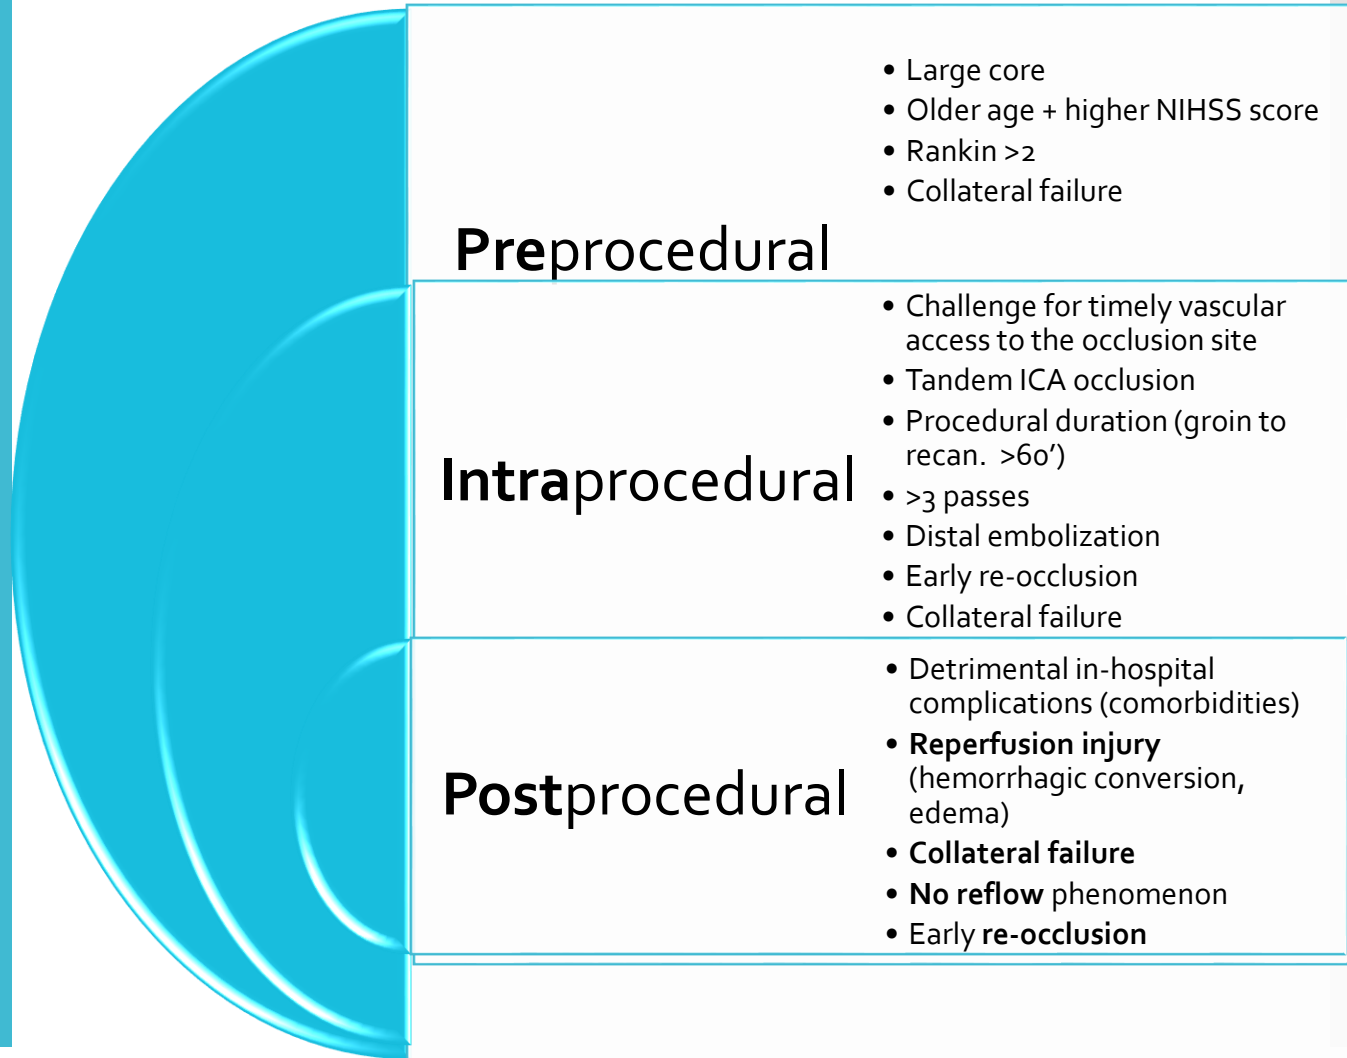 Preprocedural
• Large core
• Older age + higher NIHSS score
• Rankin >2
• Collateral failure
Intraprocedural
• Challenge for timely vascular
access to the occlusion site
• Tandem ICA occlusion
• Procedural duration (groin to
recan.  >60’)
• >3 passes
• Distal embolization
• Early re-occlusion
• Collateral failure
Postprocedural
• Detrimental in-hospital
complications (comorbidities)
• Reperfusion injury
(hemorrhagic conversion,
edema)
• Collateral failure
• No reflow phenomenon
• Early re-occlusion